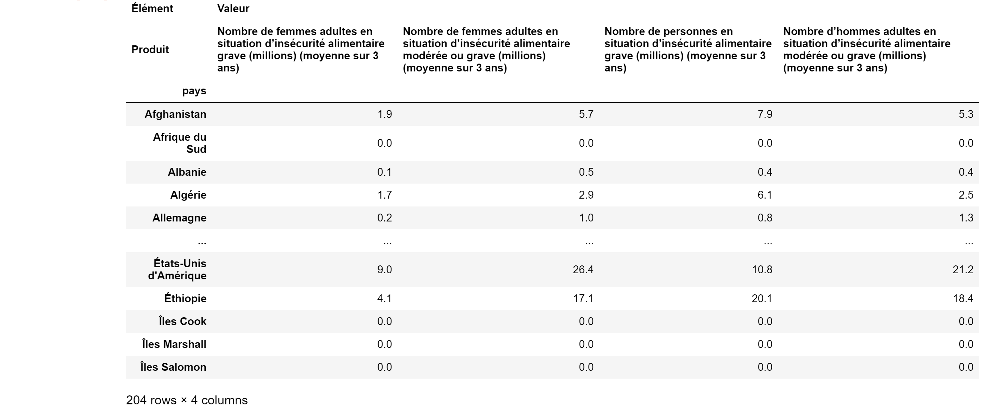 Élément Valeur
Produit Nombre de femmes adultes en situation d’insécurité alimentaire grave (millions) (moyenne sur 3 ans) Nombre de femmes adultes en situation d’insécurité alimentaire modérée ou grave (millions) (moyenne sur 3 ans) Nombre de personnes en situation d’insécurité alimentaire grave (millions) (moyenne sur 3 ans) Nombre d’hommes adultes en situation d’insécurité alimentaire modérée ou grave (millions) (moyenne sur 3 ans)
pays
Afghanistan 1.9 5.7 7.9 5.3
Afrique du Sud 0.0 0.0 0.0 0.0
Albanie 0.1 0.5 0.4 0.4
Algérie 1.7 2.9 6.1 2.5
Allemagne 0.2 1.0 0.8 1.3
... ... ... ... ...
États-Unis d'Amérique 9.0 26.4 10.8 21.2
Éthiopie 4.1 17.1 20.1 18.4
Îles Cook 0.0 0.0 0.0 0.0
Îles Marshall 0.0 0.0 0.0 0.0
Îles Salomon 0.0 0.0 0.0 0.0
204 rows × 4 columns